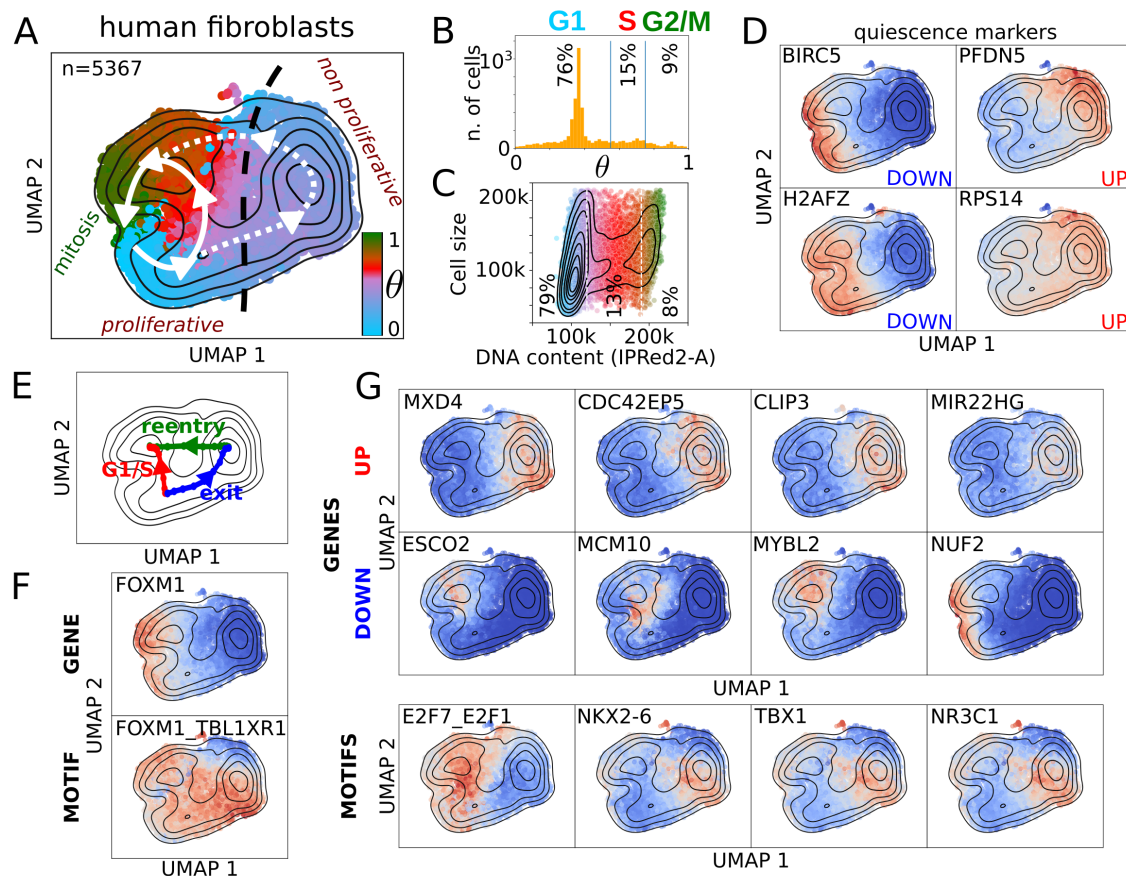 A
human fibroblasts
n=5367
non proliferative
mitosis
proliferative
1
θ
0
UMAP 2
UMAP 1
B
G1 S G2/M
76% 15% 9%
n. of cells
10³
0
0 θ 1
C
Cell size
200k
100k
79% 13% 8%
100k 200k
DNA content (IPRed2-A)
D
quiescence markers
BIRC5 PFDN5
DOWN UP
H2AFZ RPS14
DOWN UP
UMAP 2
UMAP 1
E
reentry
G1/S
exit
UMAP 2
UMAP 1
F
FOXM1
GENE
FOXM1_TBL1XR1
MOTIF
UMAP 2
UMAP 1
G
GENES
UP
MXD4 CDC42EP5 CLIP3 MIR22HG
DOWN
ESCO2 MCM10 MYBL2 NUF2
UMAP 2
UMAP 1
MOTIFS
E2F7_E2F1 NKX2-6 TBX1 NR3C1
UMAP 2
UMAP 1